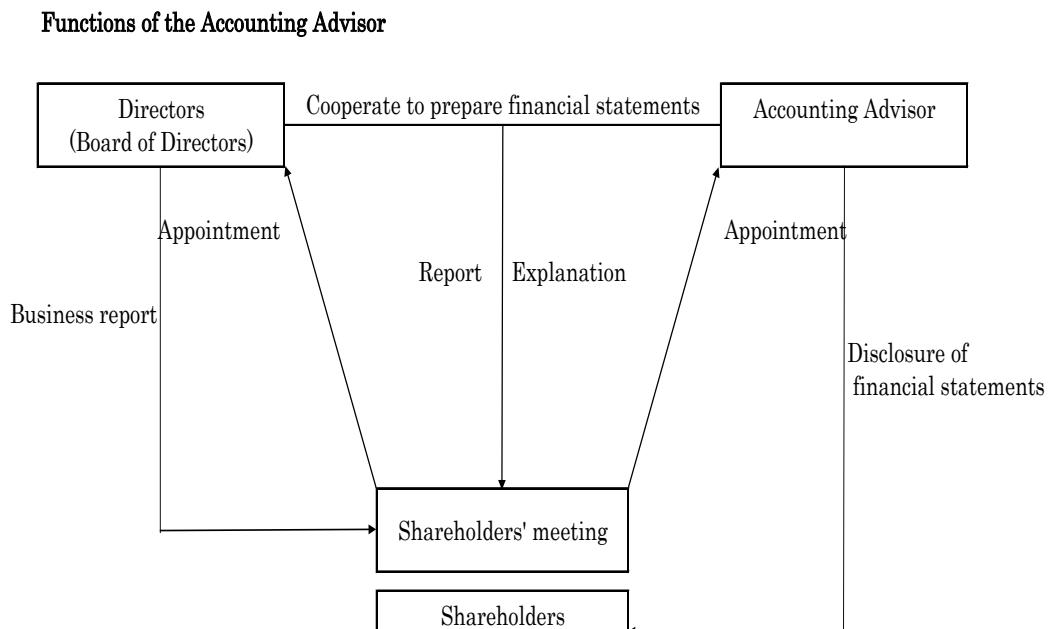 Functions of the Accounting Advisor
Directors
(Board of Directors)
Cooperate to prepare financial statements
Accounting Advisor
Appointment
Appointment
Report
Explanation
Business report
Disclosure of
financial statements
Shareholders' meeting
Shareholders